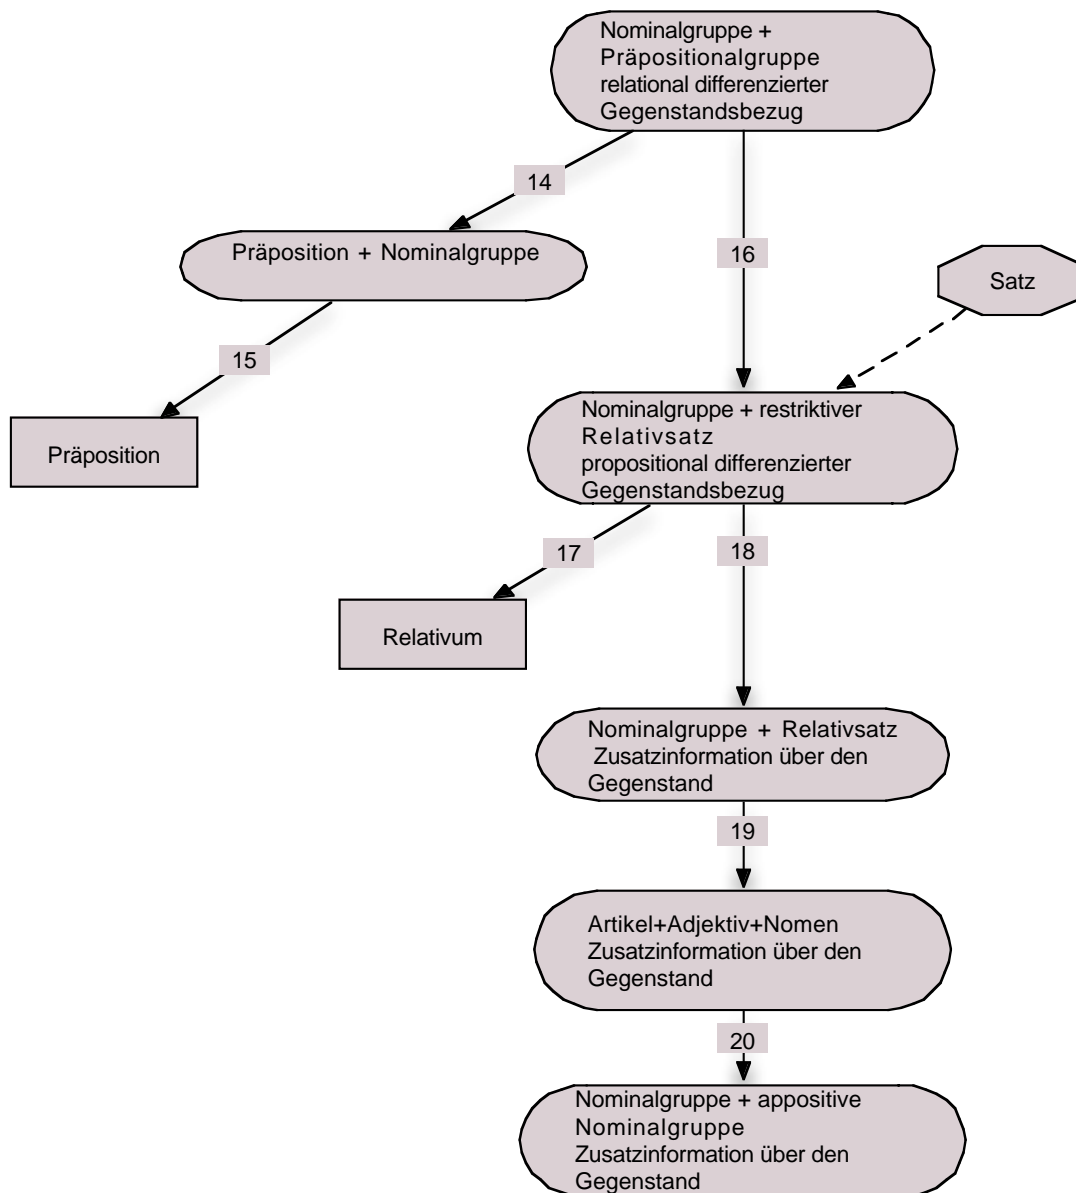 Nominalgruppe +
Präpositionalgruppe
relational differenzierter
Gegenstandsbezug
14
Präposition + Nominalgruppe
16
Satz
15
Präposition
Nominalgruppe + restriktiver
Relativsatz
propositional differenzierter
Gegenstandsbezug
17
18
Relativum
Nominalgruppe + Relativsatz
Zusatzinformation über den
Gegenstand
19
Artikel+Adjektiv+Nomen
Zusatzinformation über den
Gegenstand
20
Nominalgruppe + appositive
Nominalgruppe
Zusatzinformation über den
Gegenstand